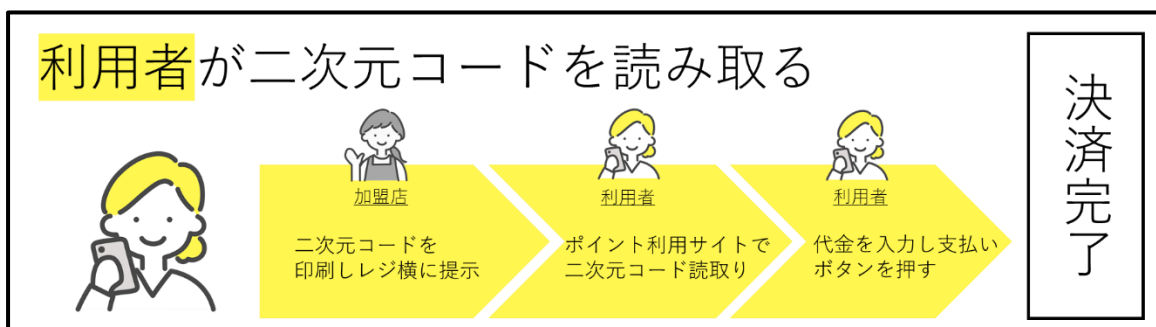 利用者が二次元コードを読み取る
加盟店
二次元コードを
印刷しレジ横に提示
利用者
ポイント利用サイトで
二次元コード読取り
利用者
代金を入力し支払い
ボタンを押す
決済完了